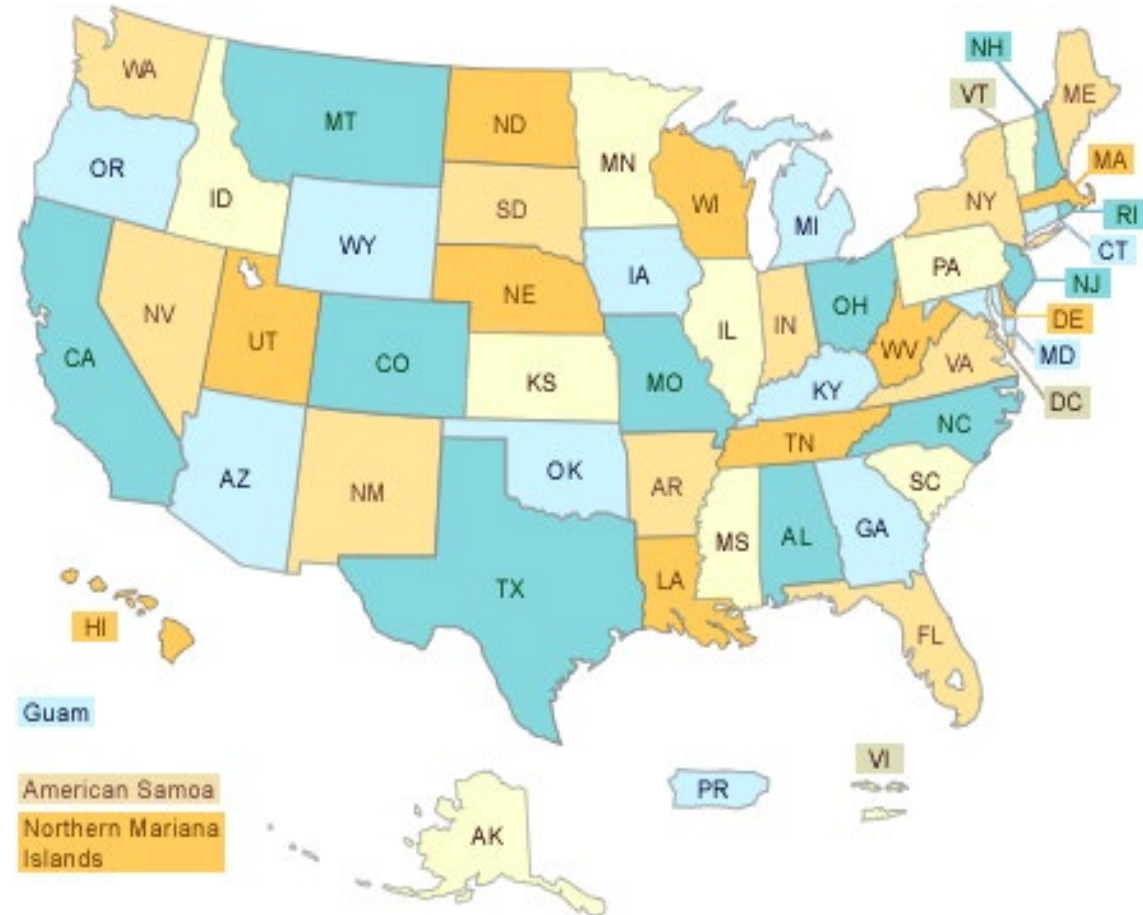 WA
MT
ND
MN
NH
VT
ME
OR
ID
SD
WI
MI
NY
MA
RI
CT
WY
IA
PA
NJ
NE
NV
UT
CO
IL
IN
OH
DE
CA
KS
MO
WV
VA
MD
KY
DC
AZ
NM
OK
TN
NC
AR
SC
MS
AL
GA
TX
LA
HI
FL
Guam
VI
American Samoa
PR
Northern Mariana
Islands
AK